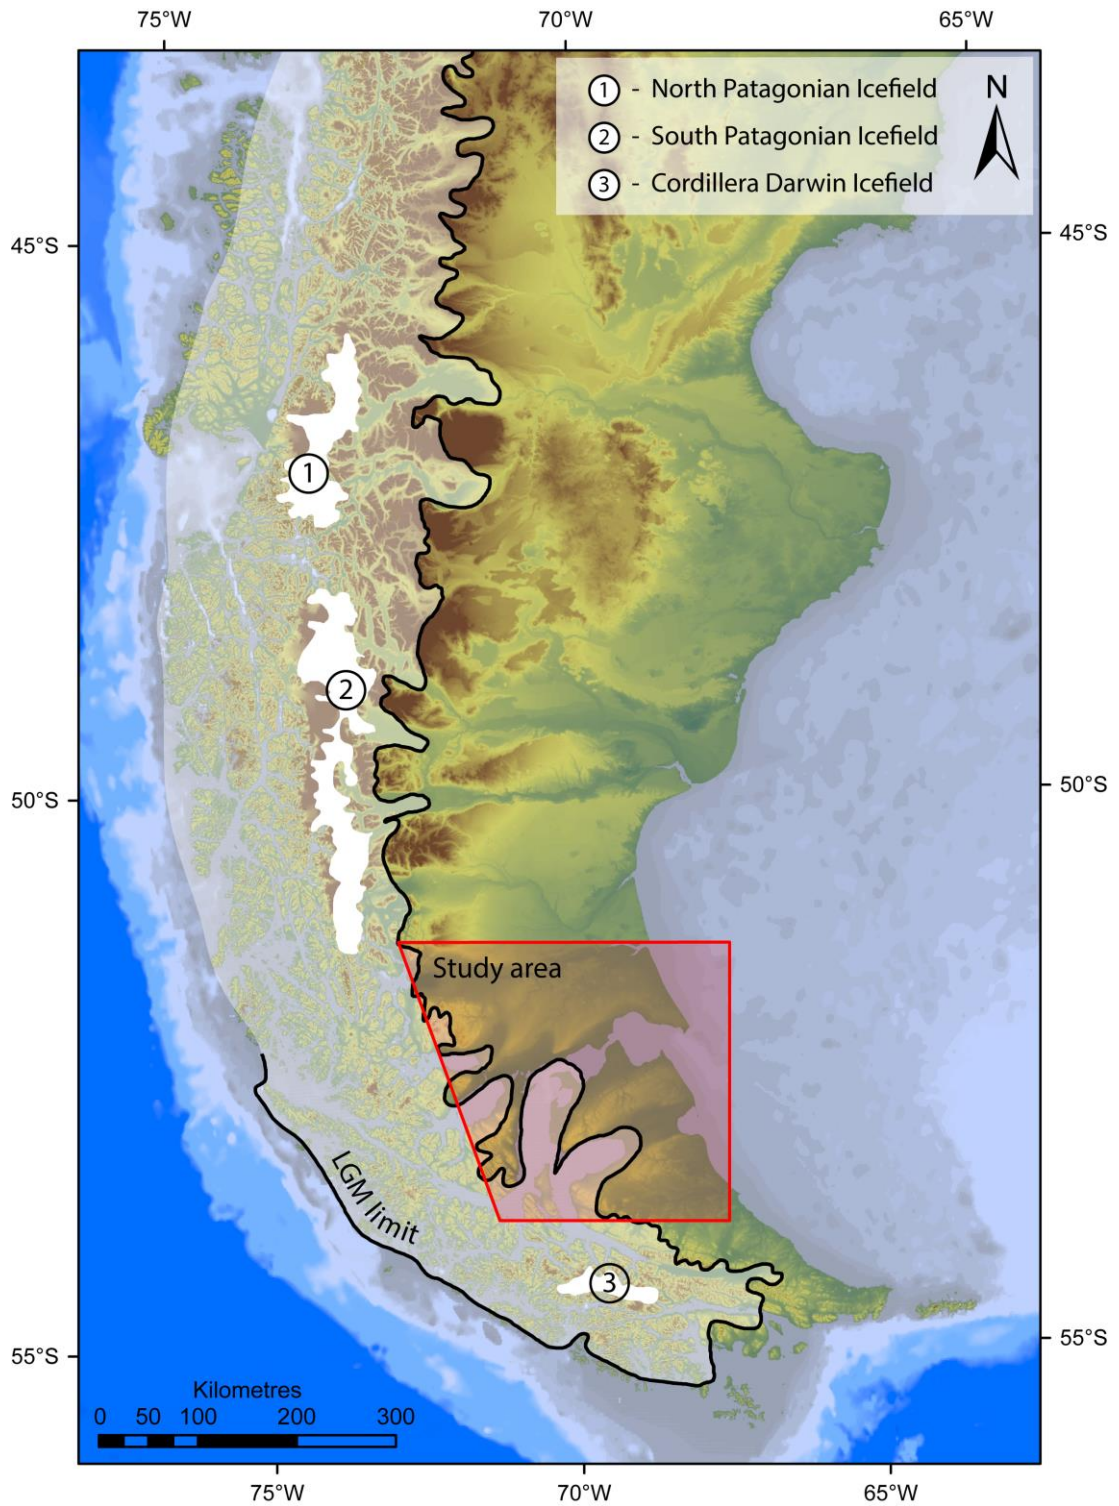 75°W 70°W 65°W
1 - North Patagonian Icefield
2 - South Patagonian Icefield
3 - Cordillera Darwin Icefield
N
45°S 45°S
1
2
50°S 50°S
Study area
LGM limit
3
55°S 55°S
Kilometres
0 50 100 200 300
75°W 70°W 65°W